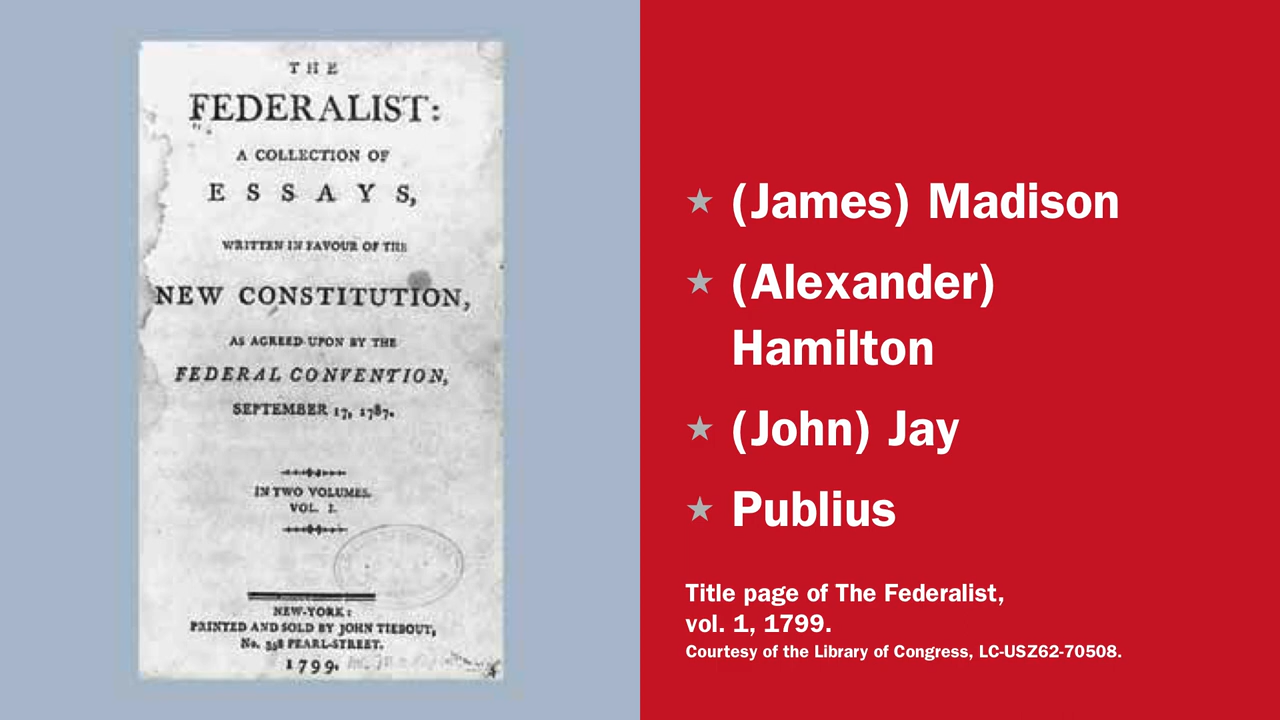 THE
FEDERALIST:
A COLLECTION OF
ESSAYS,
WRITTEN IN FAVOUR OF THE
NEW CONSTITUTION,
AS AGREED UPON BY THE
FEDERAL CONVENTION,
SEPTEMBER 17, 1787.
IN TWO VOLUMES.
VOL. I.
NEW-YORK:
PRINTED AND SOLD BY JOHN TIEBOUT,
No. 358 PEARL-STREET.
1799.
★ (James) Madison
★ (Alexander)
Hamilton
★ (John) Jay
★ Publius
Title page of The Federalist,
vol. 1, 1799.
Courtesy of the Library of Congress, LC-USZ62-70508.